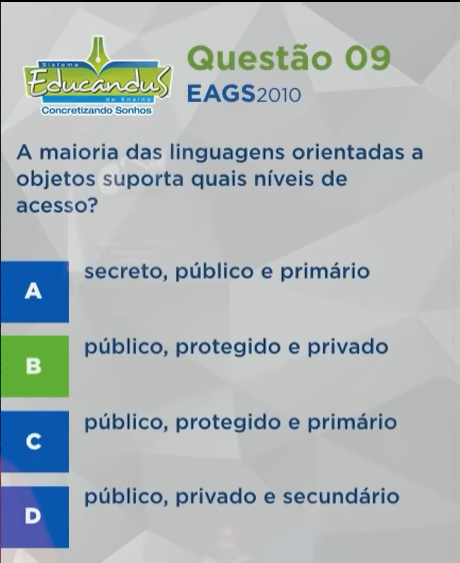 Sistema
Educandus
de Ensino
Concretizando Sonhos
Questão 09
EAGS2010
A maioria das linguagens orientadas a
objetos suporta quais níveis de
acesso?
A
secreto, público e primário
B
público, protegido e privado
C
público, protegido e primário
D
público, privado e secundário